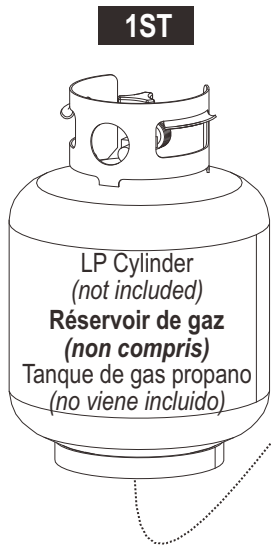 1ST
LP Cylinder
(not included)
Réservoir de gaz
(non compris)
Tanque de gas propano
(no viene incluido)